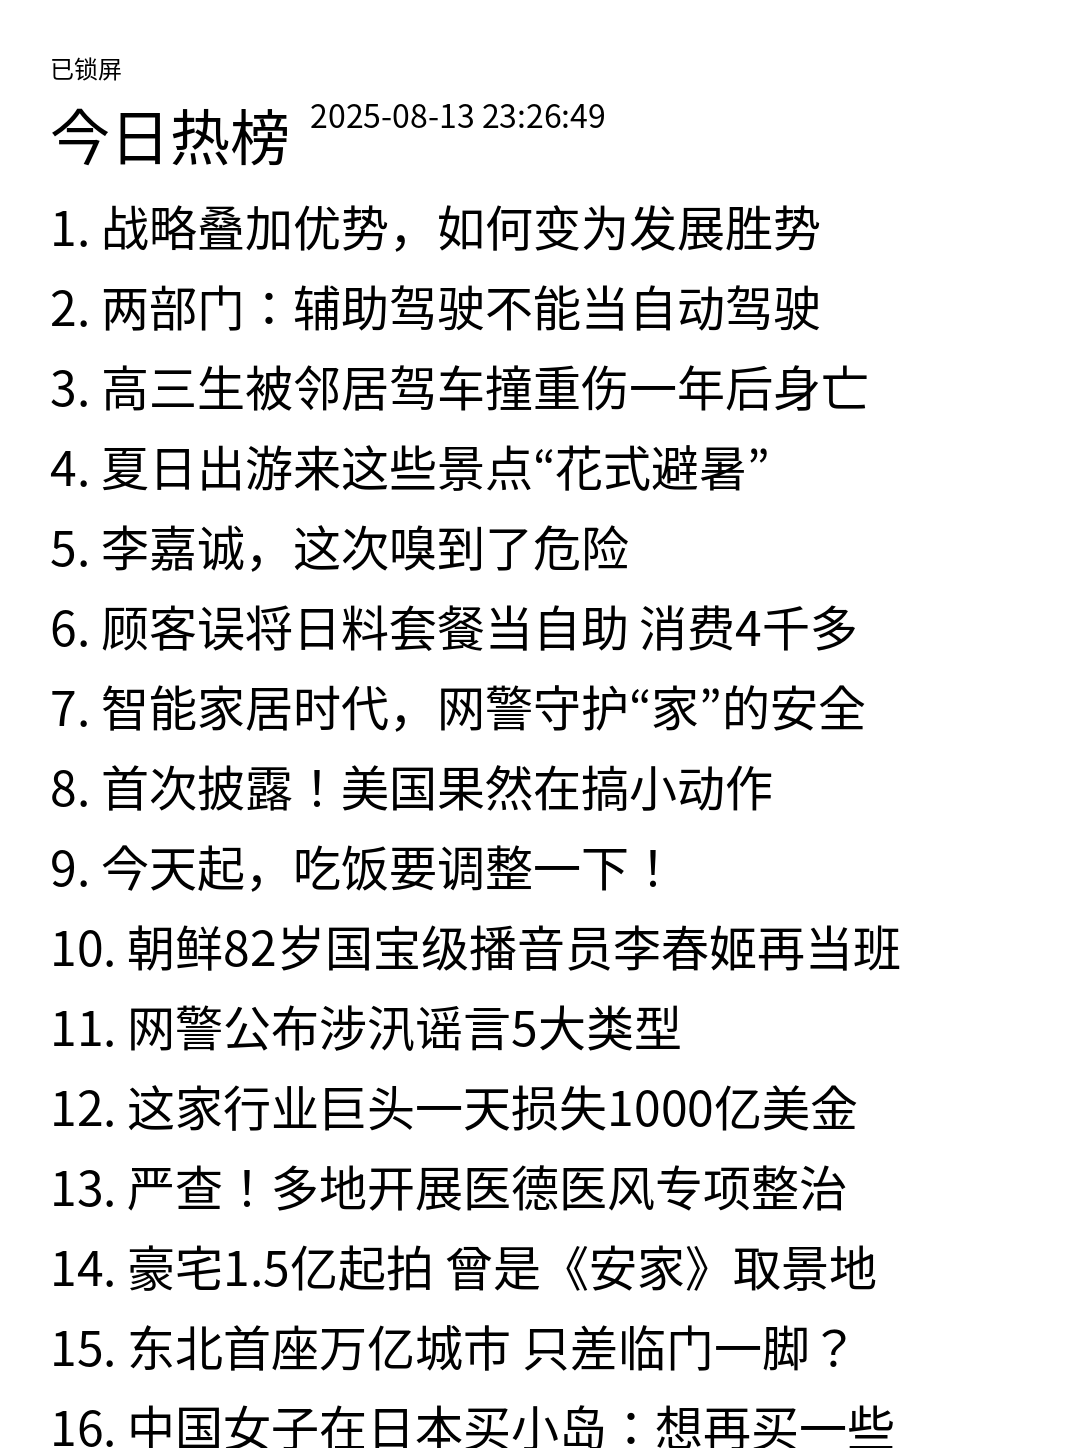 已锁屏
今日热榜 2025-08-13 23:26:49
1. 战略叠加优势，如何变为发展胜势
2. 两部门：辅助驾驶不能当自动驾驶
3. 高三生被邻居驾车撞重伤一年后身亡
4. 夏日出游来这些景点“花式避暑”
5. 李嘉诚，这次嗅到了危险
6. 顾客误将日料套餐当自助 消费4千多
7. 智能家居时代，网警守护“家”的安全
8. 首次披露！美国果然在搞小动作
9. 今天起，吃饭要调整一下！
10. 朝鲜82岁国宝级播音员李春姬再当班
11. 网警公布涉汛谣言5大类型
12. 这家行业巨头一天损失1000亿美金
13. 严查！多地开展医德医风专项整治
14. 豪宅1.5亿起拍 曾是《安家》取景地
15. 东北首座万亿城市 只差临门一脚？
16. 中国女子在日本买小岛：想再买一些